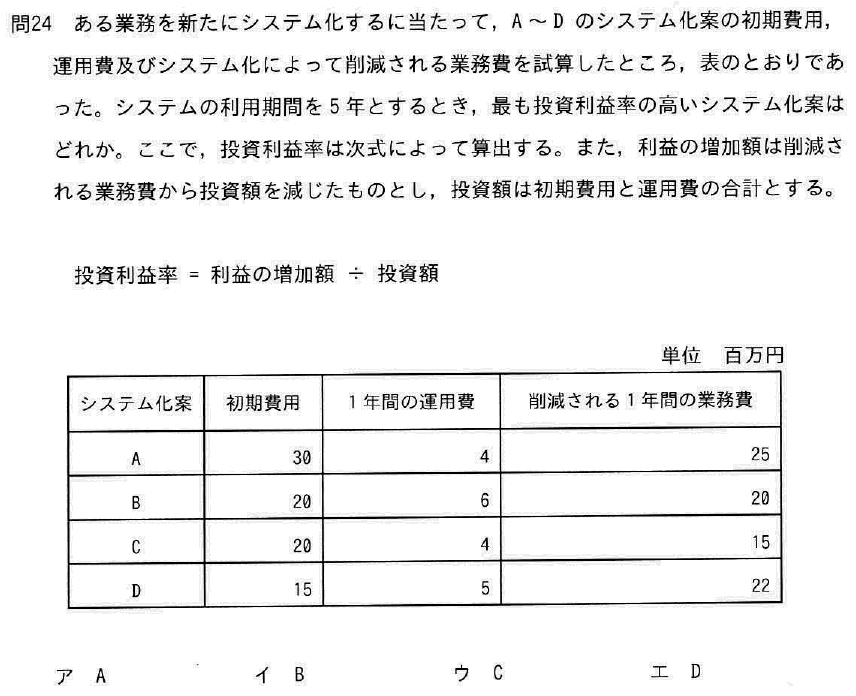 問24 ある業務を新たにシステム化するに当たって，A～D のシステム化案の初期費用，
運用費及びシステム化によって削減される業務費を試算したところ，表のとおりであ
った。システムの利用期間を5年とするとき，最も投資利益率の高いシステム化案は
どれか。ここで，投資利益率は次式によって算出する。また，利益の増加額は削減さ
れる業務費から投資額を減じたものとし，投資額は初期費用と運用費の合計とする。
投資利益率 = 利益の増加額 ÷ 投資額
単位 百万円
システム化案 初期費用 1年間の運用費 削減される1年間の業務費
A 30 4 25
B 20 6 20
C 20 4 15
D 15 5 22
ア A イ B ウ C エ D